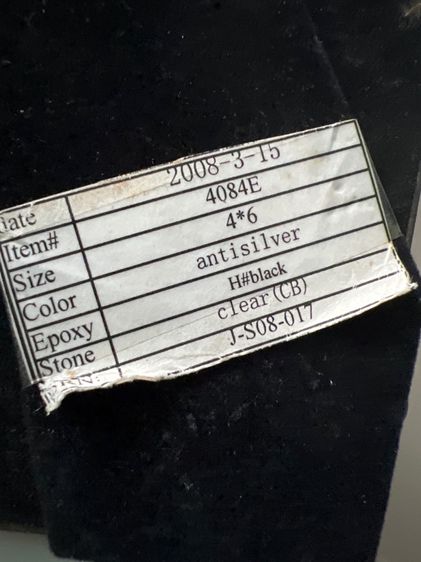 date 2008-3-15
Item# 4084E
Size 4*6
Color antisilver
Epoxy H#black
Stone clear(CB)
J-S08-017